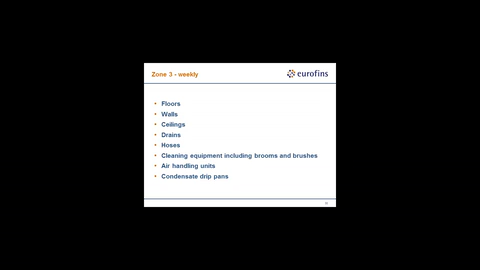 Zone 3 - weekly
eurofins
• Floors
• Walls
• Ceilings
• Drains
• Hoses
• Cleaning equipment including brooms and brushes
• Air handling units
• Condensate drip pans